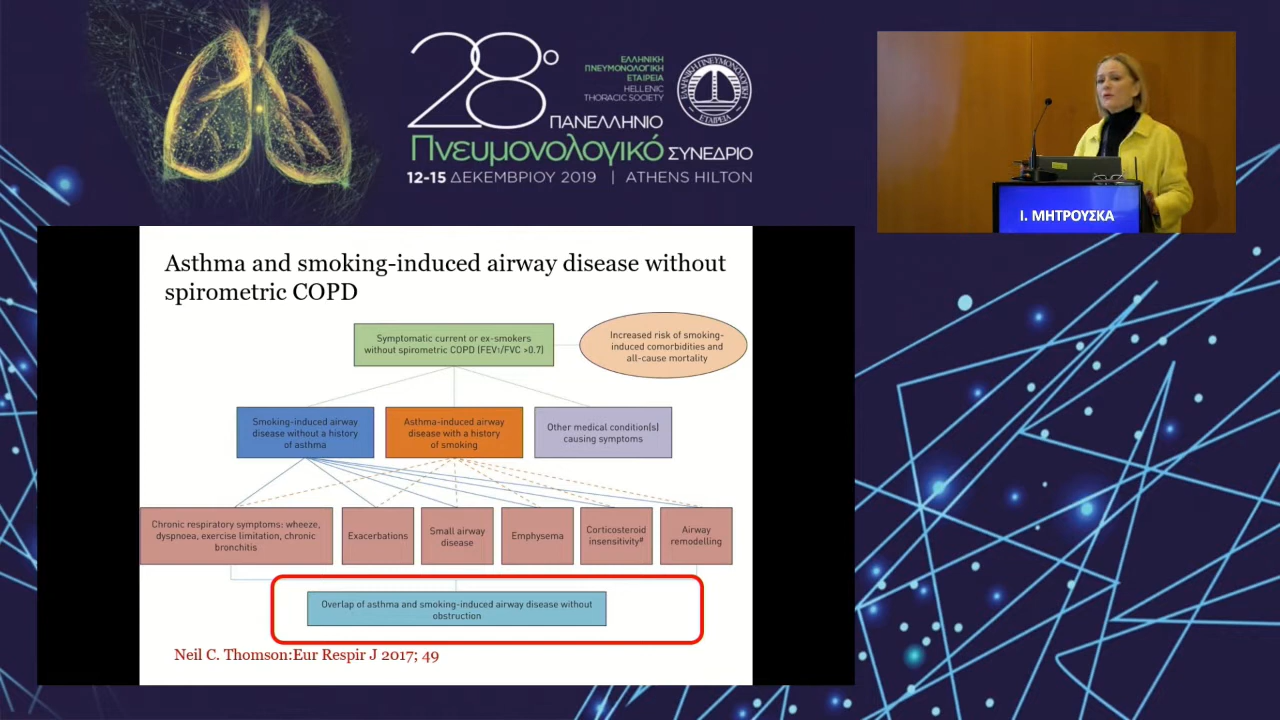 28ο
ΕΛΛΗΝΙΚΗ
ΠΝΕΥΜΟΝΟΛΟΓΙΚΗ
ΕΤΑΙΡΕΙΑ
HELLENIC
THORACIC SOCIETY
ΕΛΛΗΝΙΚΗ ΠΝΕΥΜΟΝΟΛΟΓΙΚΗ ΕΤΑΙΡΕΙΑ
ΠΑΝΕΛΛΗΝΙΟ
Πνευμονολογικό ΣΥΝΕΔΡΙΟ
12-15 ΔΕΚΕΜΒΡΙΟΥ 2019 | ATHENS HILTON
Ι. ΜΗΤΡΟΥΣΚΑ
Asthma and smoking-induced airway disease without
spirometric COPD
Symptomatic current or ex-smokers
without spirometric COPD (FEV1/FVC >0.7)
Increased risk of smoking-
induced comorbidities and
all-cause mortality
Smoking-induced airway
disease without a history
of asthma
Asthma-induced airway
disease with a history
of smoking
Other medical condition(s)
causing symptoms
Chronic respiratory symptoms: wheeze,
dyspnoea, exercise limitation, chronic
bronchitis
Exacerbations
Small airway
disease
Emphysema
Corticosteroid
insensitivity#
Airway
remodelling
Overlap of asthma and smoking-induced airway disease without
obstruction
Neil C. Thomson:Eur Respir J 2017; 49